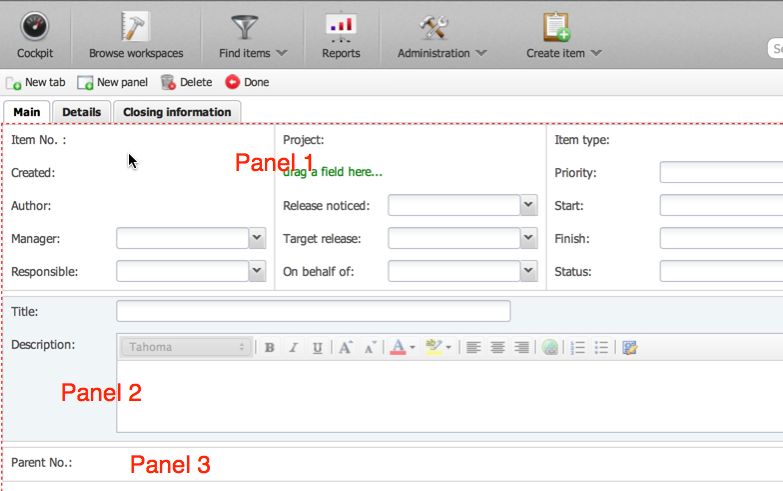 Cockpit Browse workspaces Find items Reports Administration Create item
New tab New panel Delete Done
Main Details Closing information
Item No. : Project: Item type:
Panel 1
Created: drag a field here... Priority:
Author: Release noticed: Start:
Manager: Target release: Finish:
Responsible: On behalf of: Status:
Title:
Description: Tahoma B I U A A A
Panel 2
Parent No.: Panel 3